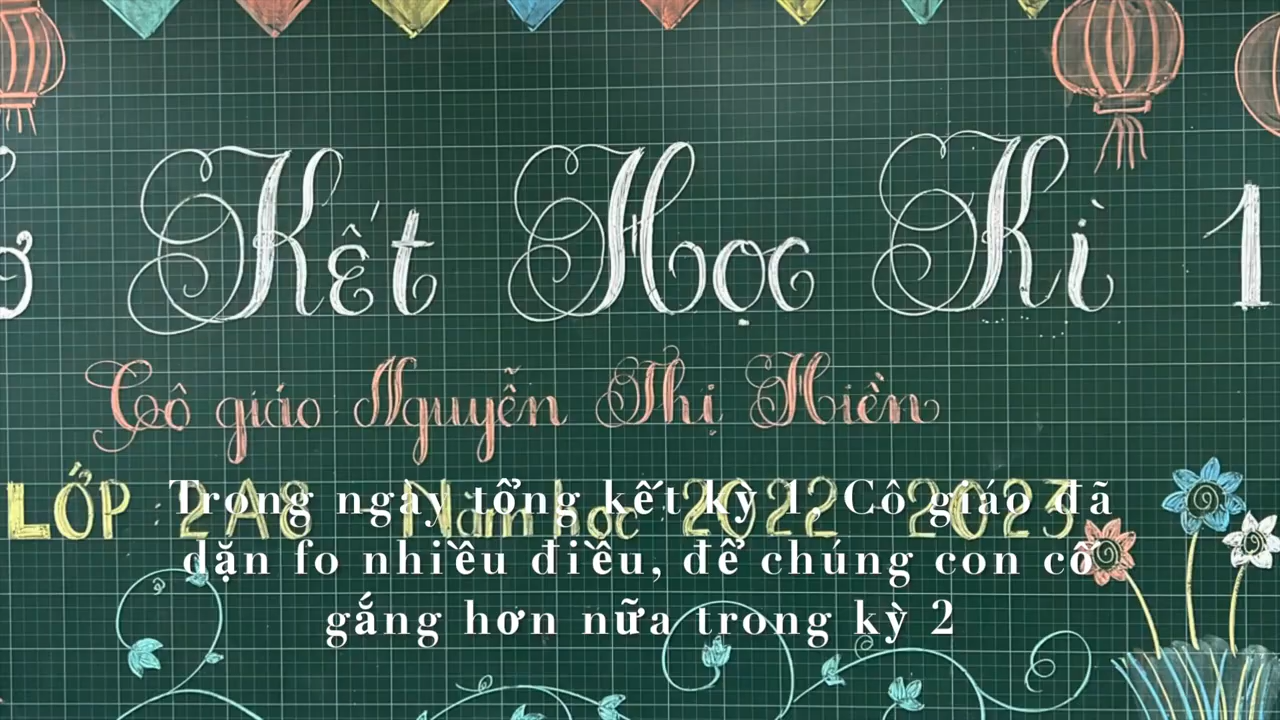 ơ Kết Học Kì 1
Cô giáo Nguyễn Thị Hiền
LỚP : 2A8 Năm học : 2022 - 2023
Trong ngày tổng kết kỳ 1, Cô giáo đã
dặn fo nhiều điều, để chúng con cố
gắng hơn nữa trong kỳ 2